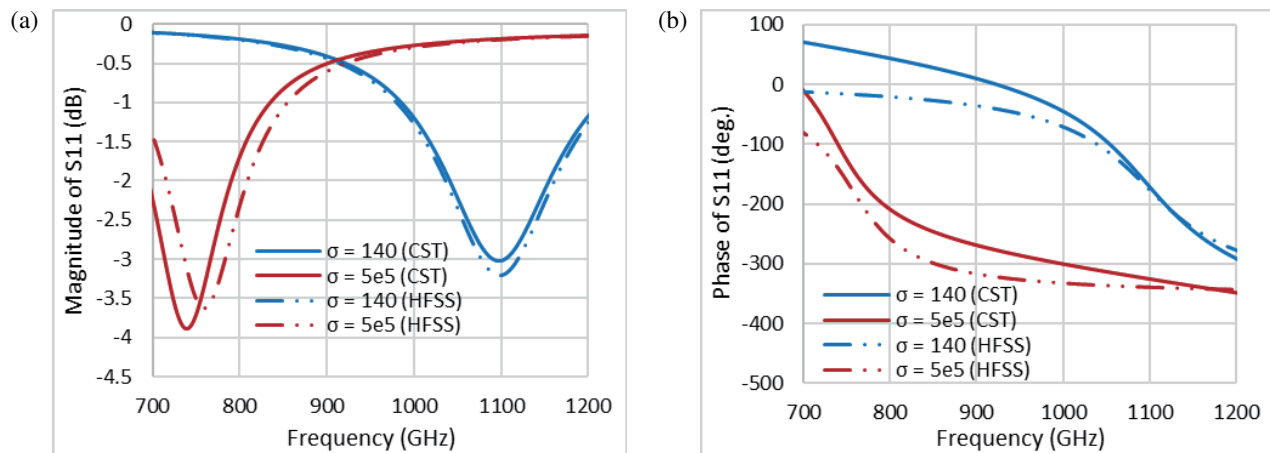 (a)
0
-0.5
-1
-1.5
-2
-2.5
-3
-3.5
-4
-4.5
Magnitude of S11 (dB)
σ = 140 (CST)
σ = 5e5 (CST)
σ = 140 (HFSS)
σ = 5e5 (HFSS)
700 800 900 1000 1100 1200
Frequency (GHz)
(b)
100
0
-100
-200
-300
-400
-500
Phase of S11 (deg.)
σ = 140 (CST)
σ = 5e5 (CST)
σ = 140 (HFSS)
σ = 5e5 (HFSS)
700 800 900 1000 1100 1200
Frequency (GHz)